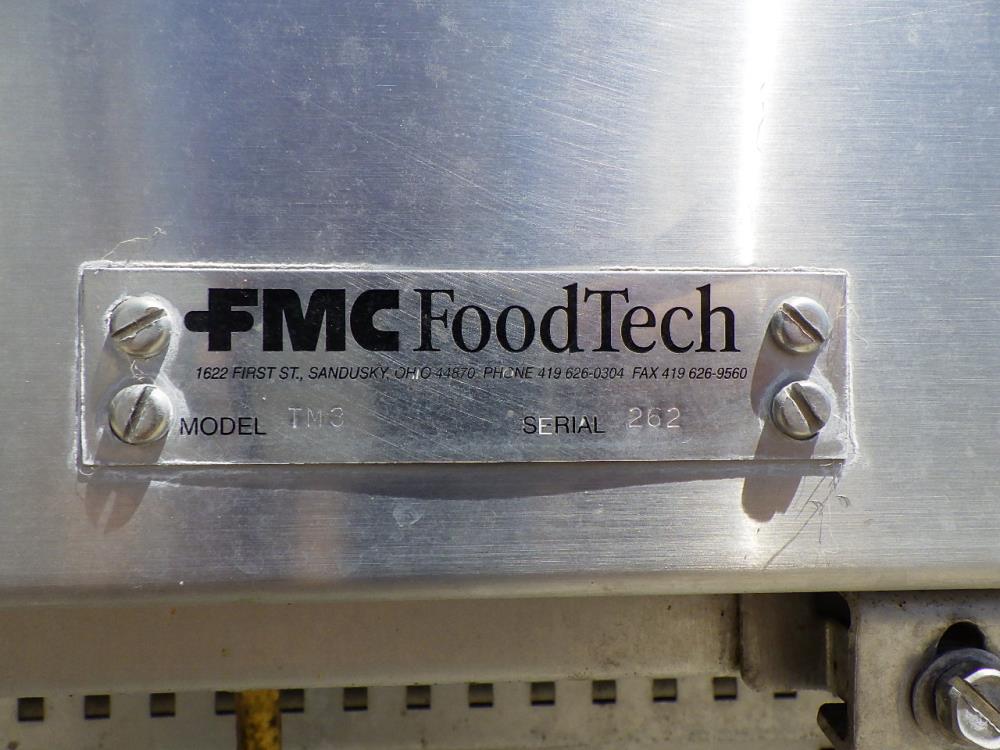 FMC FoodTech
1622 FIRST ST., SANDUSKY, OHIO 44870 PHONE 419 626-0304 FAX 419 626-9560
MODEL TM3 SERIAL 262